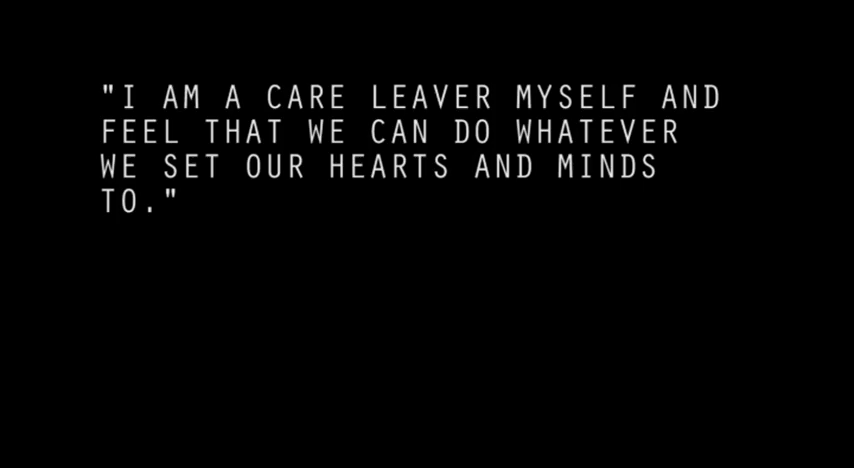 "I AM A CARE LEAVER MYSELF AND
FEEL THAT WE CAN DO WHATEVER
WE SET OUR HEARTS AND MINDS
TO."